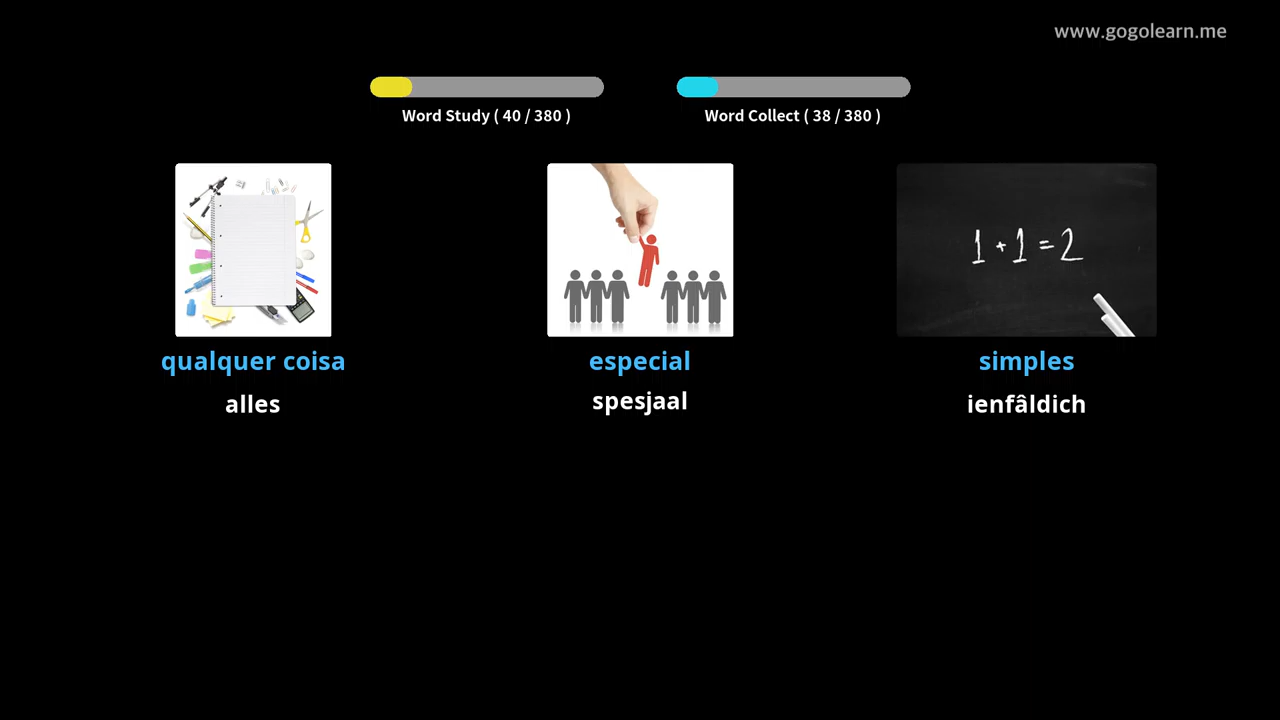 www.gogolearn.me
Word Study ( 40 / 380 )
Word Collect ( 38 / 380 )
1 + 1 = 2
qualquer coisa
especial
simples
alles
spesjaal
ienfâldich